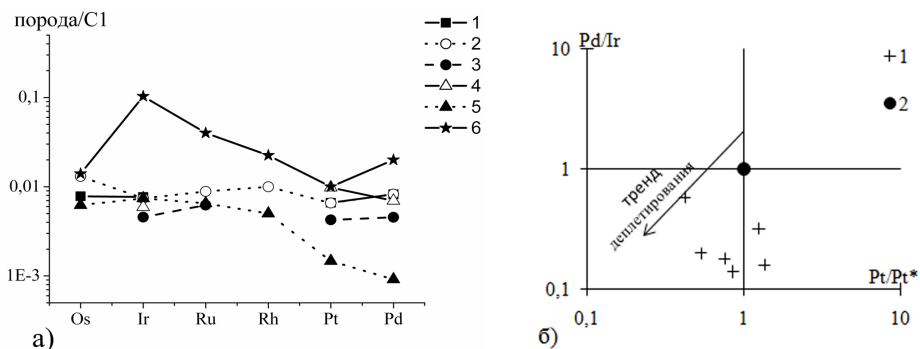 порода/C1
1
2
3
4
5
6
0,1
0,01
1E-3
Os Ir Ru Rh Pt Pd
а)
Pd/Ir
10
1
2
1
тренд
деплетирования
Pt/Pt*
0,1
0,1 1 10
б)